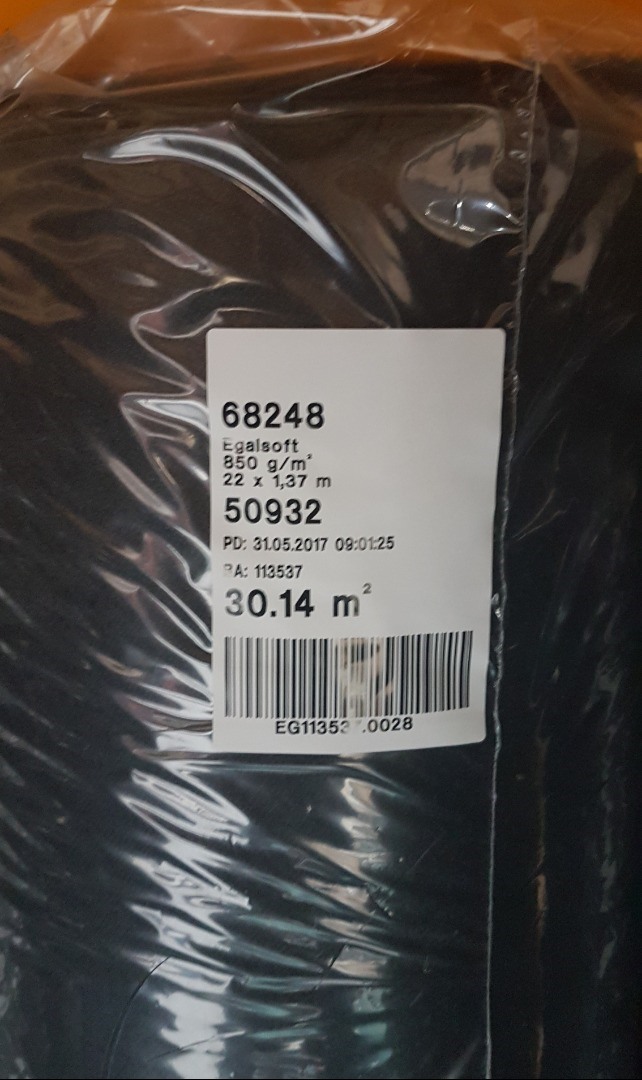 68248
Egalsoft
850 g/m²
22 x 1,37 m
50932
PD: 31.05.2017 09:01:25
113537
30.14 m²